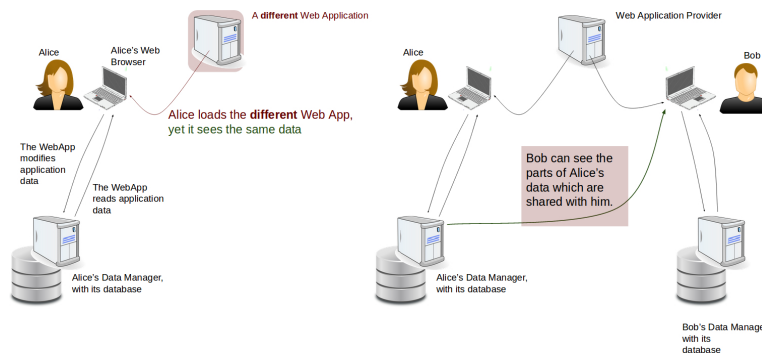 A different Web Application
Alice
Alice's Web
Browser
Alice loads the different Web App,
yet it sees the same data
The WebApp
modifies
application
data
The WebApp
reads application
data
Alice's Data Manager,
with its database
Web Application Provider
Alice
Bob
Bob can see the
parts of Alice's
data which are
shared with him.
Alice's Data Manager,
with its database
Bob's Data Manage
with its
database